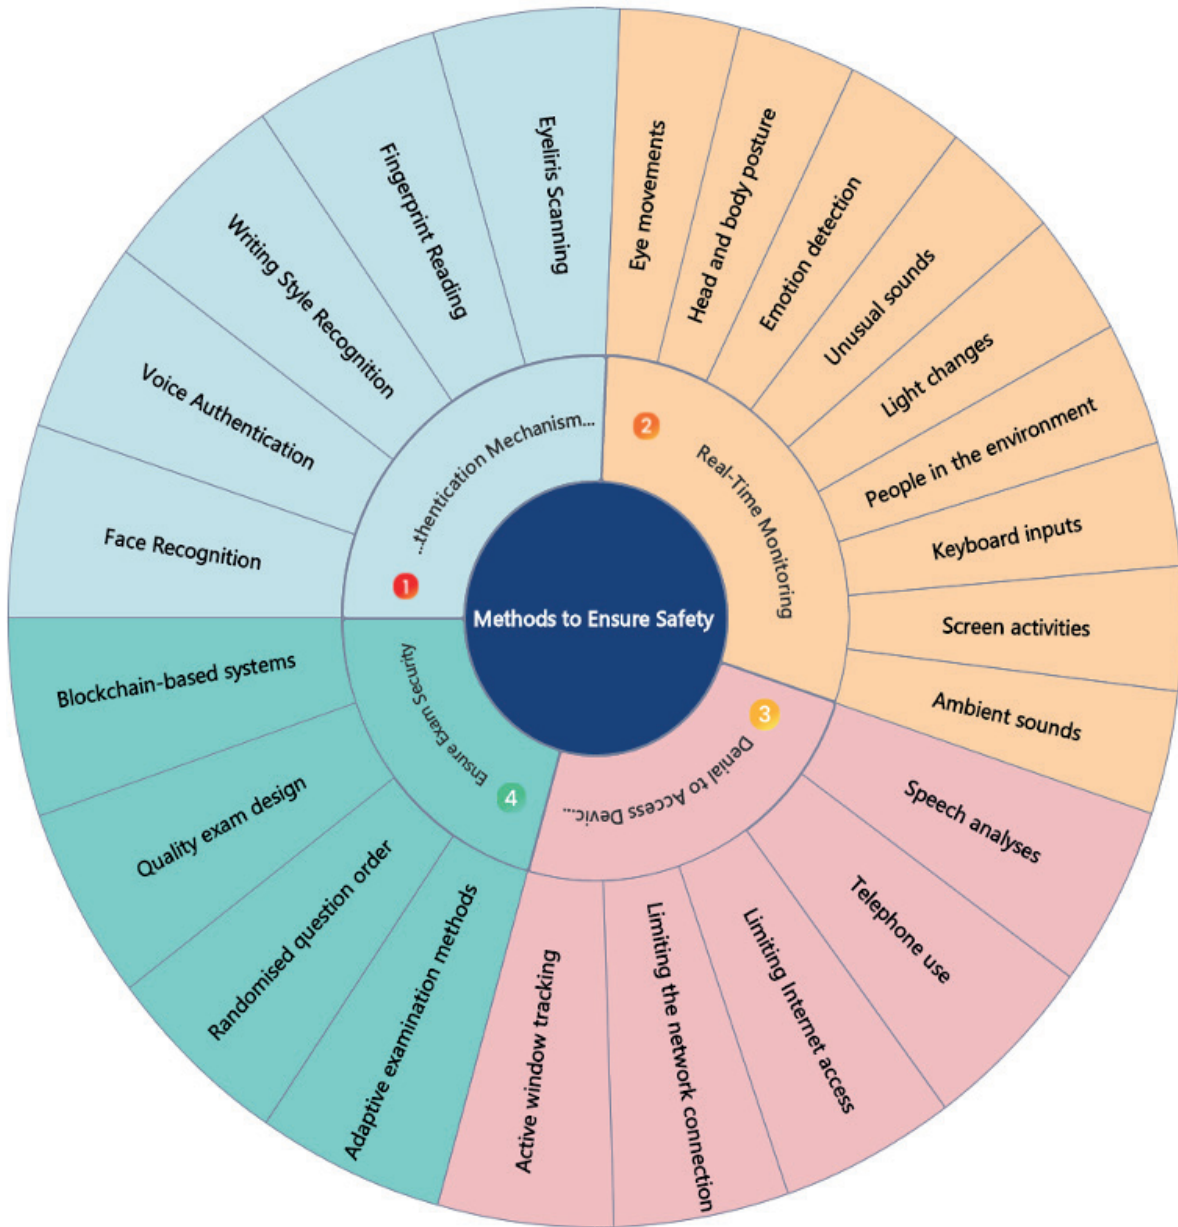 Methods to Ensure Safety
1
...thentication Mechanism...
Face Recognition
Voice Authentication
Writing Style Recognition
Fingerprint Reading
Eyeliris Scanning
2
Real-Time Monitoring
Eye movements
Head and body posture
Emotion detection
Unusual sounds
Light changes
People in the environment
Keyboard inputs
Screen activities
Ambient sounds
3
Denial to Access Devic...
Speech analyses
Telephone use
Limiting Internet access
Limiting the network connection
Active window tracking
4
Ensure Exam Security
Adaptive examination methods
Randomised question order
Quality exam design
Blockchain-based systems